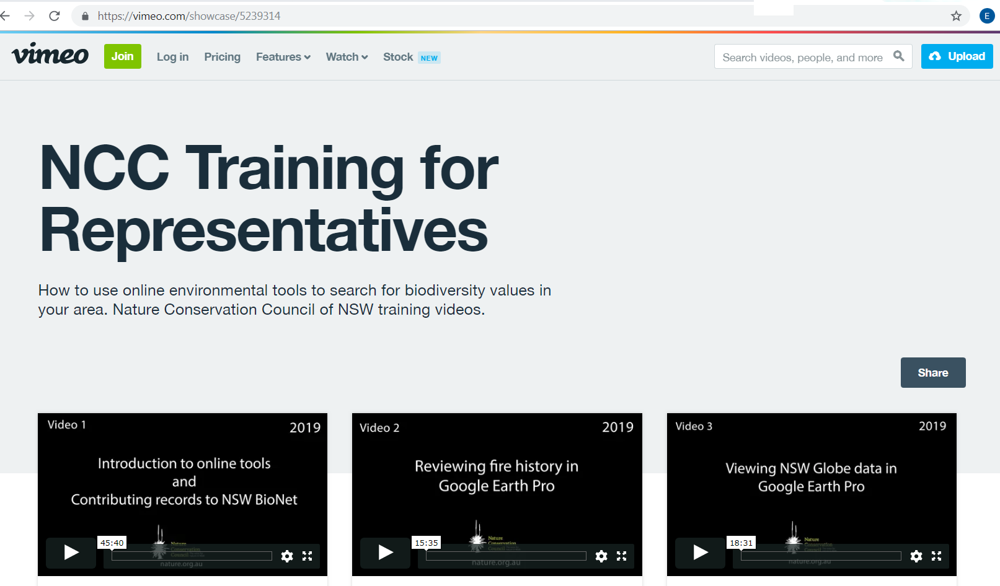 https://vimeo.com/showcase/5239314
E
vimeo
Join
Log in
Pricing
Features
Watch
Stock NEW
Search videos, people, and more
Upload
NCC Training for
Representatives
How to use online environmental tools to search for biodiversity values in
your area. Nature Conservation Council of NSW training videos.
Share
Video 1
2019
Introduction to online tools
and
Contributing records to NSW BioNet
45:40
Nature
Conservation
Council
nature.org.au
Video 2
2019
Reviewing fire history in
Google Earth Pro
15:35
Nature
Conservation
Council
nature.org.au
Video 3
2019
Viewing NSW Globe data in
Google Earth Pro
18:31
Nature
Conservation
Council
nature.org.au